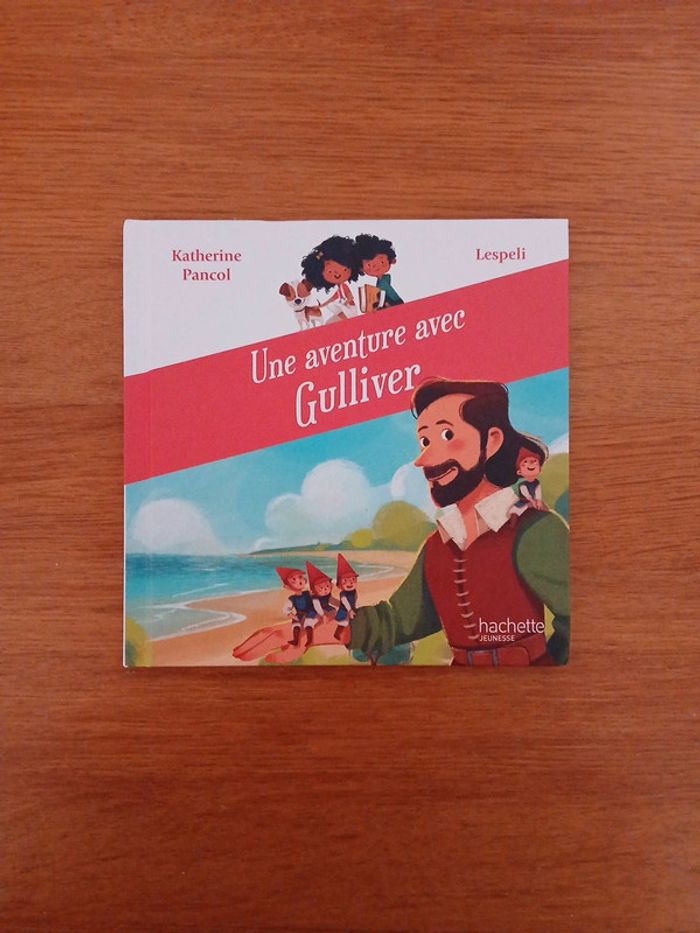 Katherine
Pancol
Lespeli
Une aventure avec
Gulliver
hachette
JEUNESSE